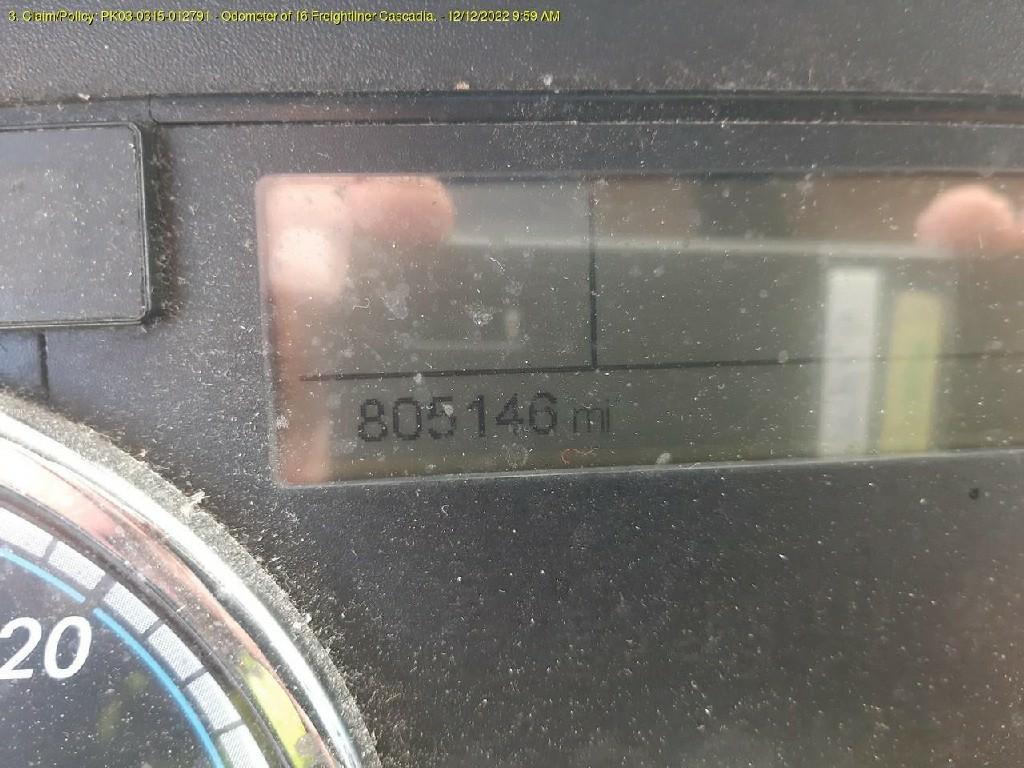 3. Claim/Policy: PK03-0315-012791 - Odometer of 16 Freightliner Cascadia. - 12/12/2022 9:59 AM
805146 mi
20